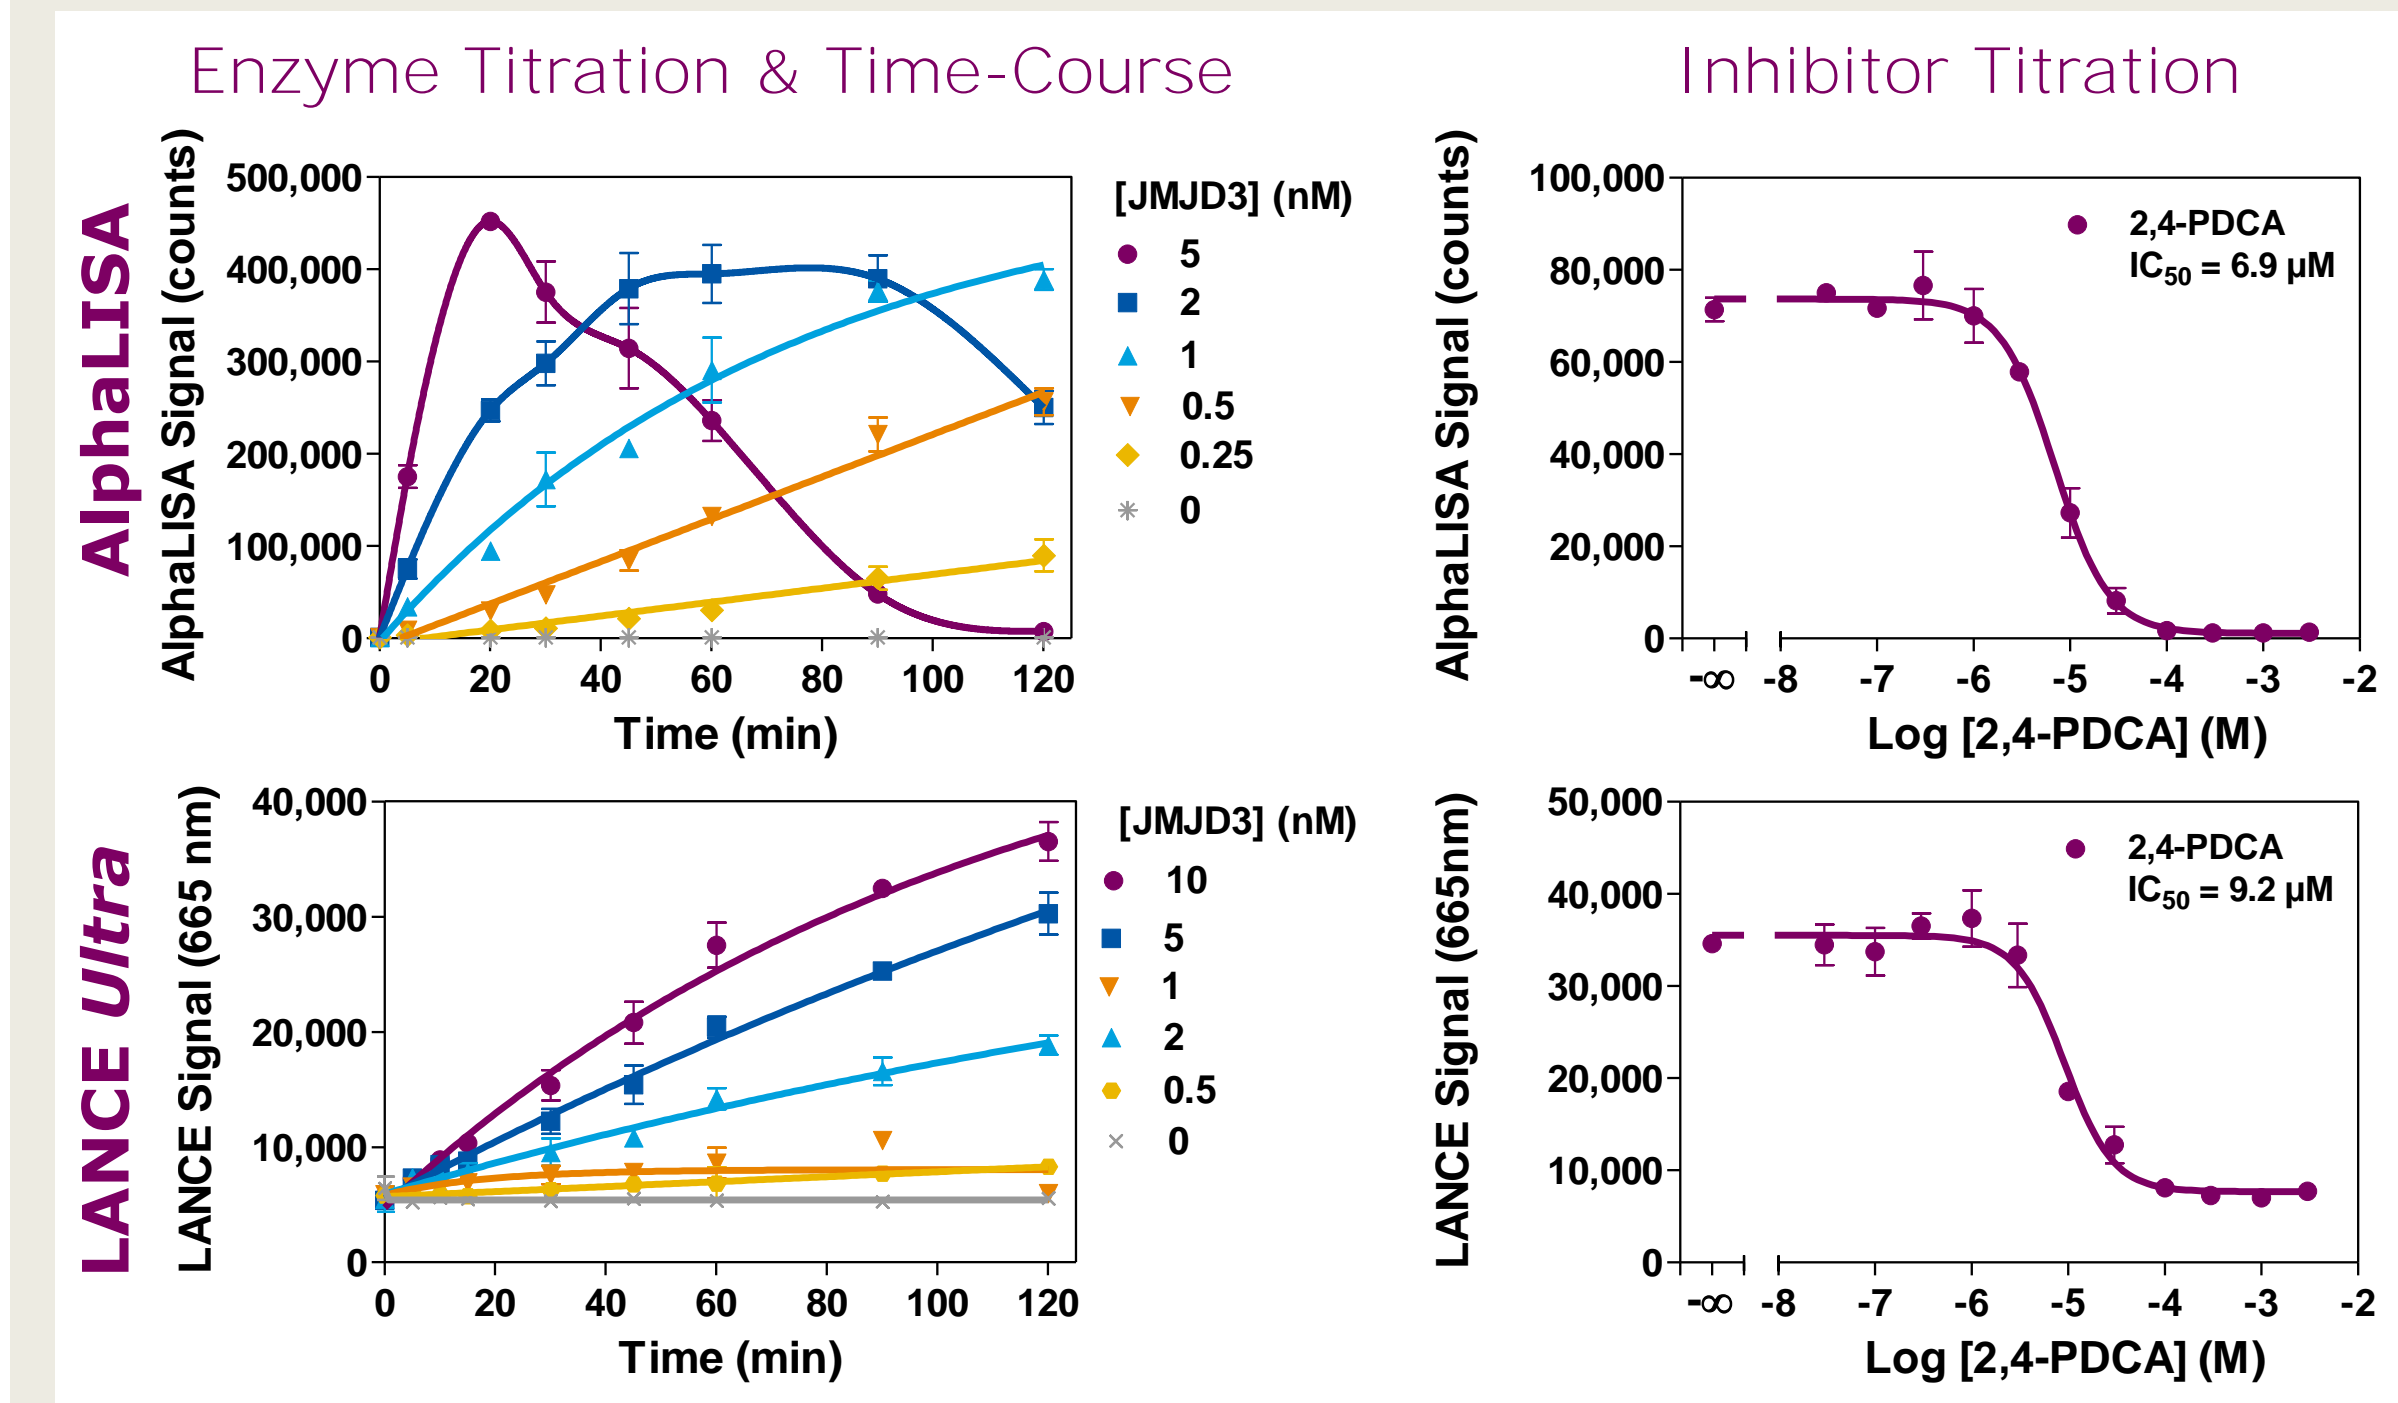 Enzyme Titration & Time-Course
Inhibitor Titration
AlphaLISA
AlphaLISA Signal (counts)
500,000
400,000
300,000
200,000
100,000
0
0 20 40 60 80 100 120
Time (min)
[JMJD3] (nM)
5
2
1
0.5
0.25
0
AlphaLISA Signal (counts)
100,000
80,000
60,000
40,000
20,000
0
-∞ -8 -7 -6 -5 -4 -3 -2
Log [2,4-PDCA] (M)
2,4-PDCA
IC50 = 6.9 µM
LANCE Ultra
LANCE Signal (665 nm)
40,000
30,000
20,000
10,000
0
0 20 40 60 80 100 120
Time (min)
[JMJD3] (nM)
10
5
1
2
0.5
0
LANCE Signal (665nm)
50,000
40,000
30,000
20,000
10,000
0
-∞ -8 -7 -6 -5 -4 -3 -2
Log [2,4-PDCA] (M)
2,4-PDCA
IC50 = 9.2 µM